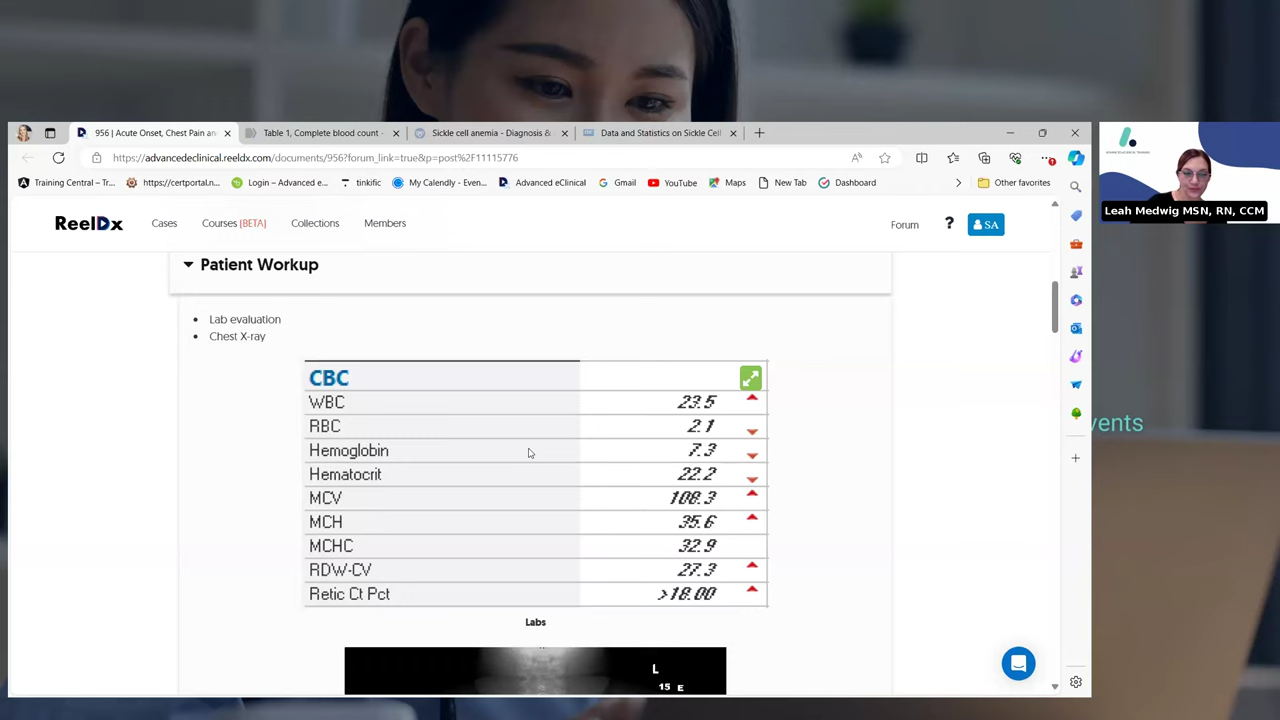 956 | Acute Onset, Chest Pain an
Table 1, Complete blood count -
Sickle cell anemia - Diagnosis &
Data and Statistics on Sickle Cell
https://advancedeclinical.reeldx.com/documents/956?forum_link=true&p=post%2F11115776
Training Central – Tr...
https://certportal.n...
Login – Advanced e...
tinkific
My Calendly - Even...
Advanced eClinical
Gmail
YouTube
Maps
New Tab
Dashboard
Other favorites
Leah Medwig MSN, RN, CCM
ReelDx
Cases
Courses (BETA)
Collections
Members
Forum
?
SA
Patient Workup
Lab evaluation
Chest X-ray
CBC
WBC 23.5
RBC 2.1
Hemoglobin 7.3
Hematocrit 22.2
MCV 108.3
MCH 35.6
MCHC 32.9
RDW-CV 27.3
Retic Ct Pct >18.00
Labs
L
15 E
vents